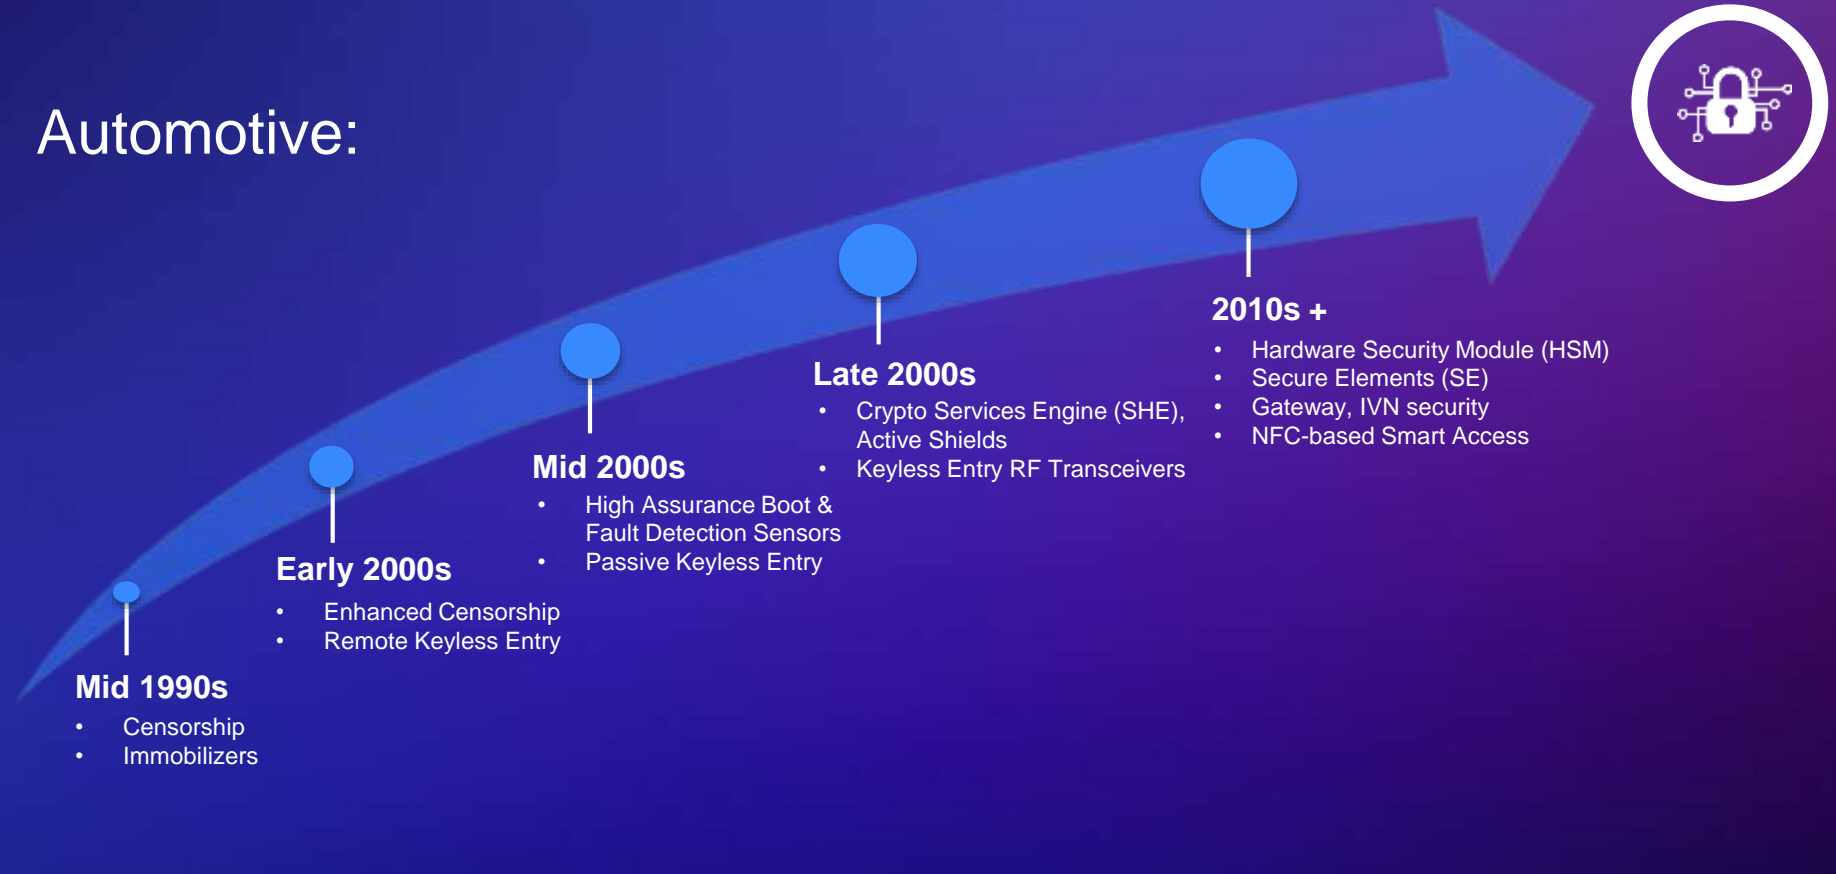 Automotive:
Mid 1990s
• Censorship
• Immobilizers
Early 2000s
• Enhanced Censorship
• Remote Keyless Entry
Mid 2000s
• High Assurance Boot &
Fault Detection Sensors
• Passive Keyless Entry
Late 2000s
• Crypto Services Engine (SHE),
Active Shields
• Keyless Entry RF Transceivers
2010s +
• Hardware Security Module (HSM)
• Secure Elements (SE)
• Gateway, IVN security
• NFC-based Smart Access